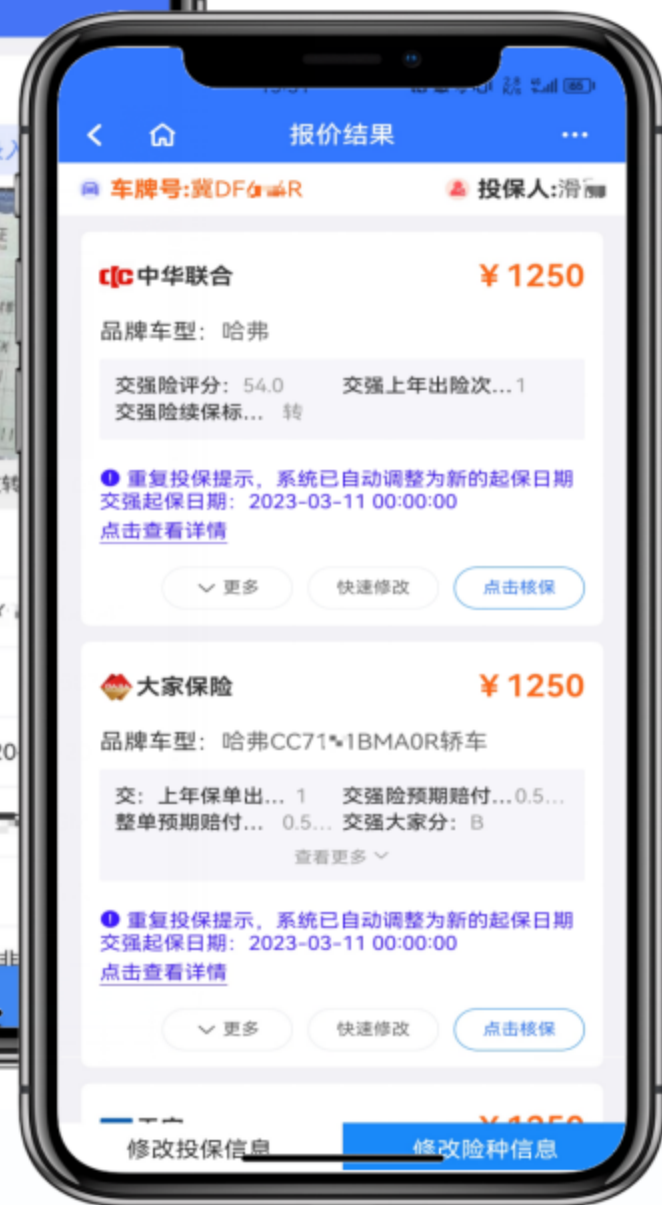 报价结果
车牌号:冀DF R
投保人:滑
中华联合
¥1250
品牌车型：哈弗
交强险评分：54.0 交强上年出险次...1
交强险续保标... 转
重复投保提示，系统已自动调整为新的起保日期
交强起保日期：2023-03-11 00:00:00
点击查看详情
更多 快速修改 点击核保
大家保险
¥1250
品牌车型：哈弗CC71 1BMA0R轿车
交：上年保单出... 1 交强险预期赔付...0.5...
整单预期赔付... 0.5... 交强大家分：B
查看更多
重复投保提示，系统已自动调整为新的起保日期
交强起保日期：2023-03-11 00:00:00
点击查看详情
更多 快速修改 点击核保
修改投保信息 修改险种信息